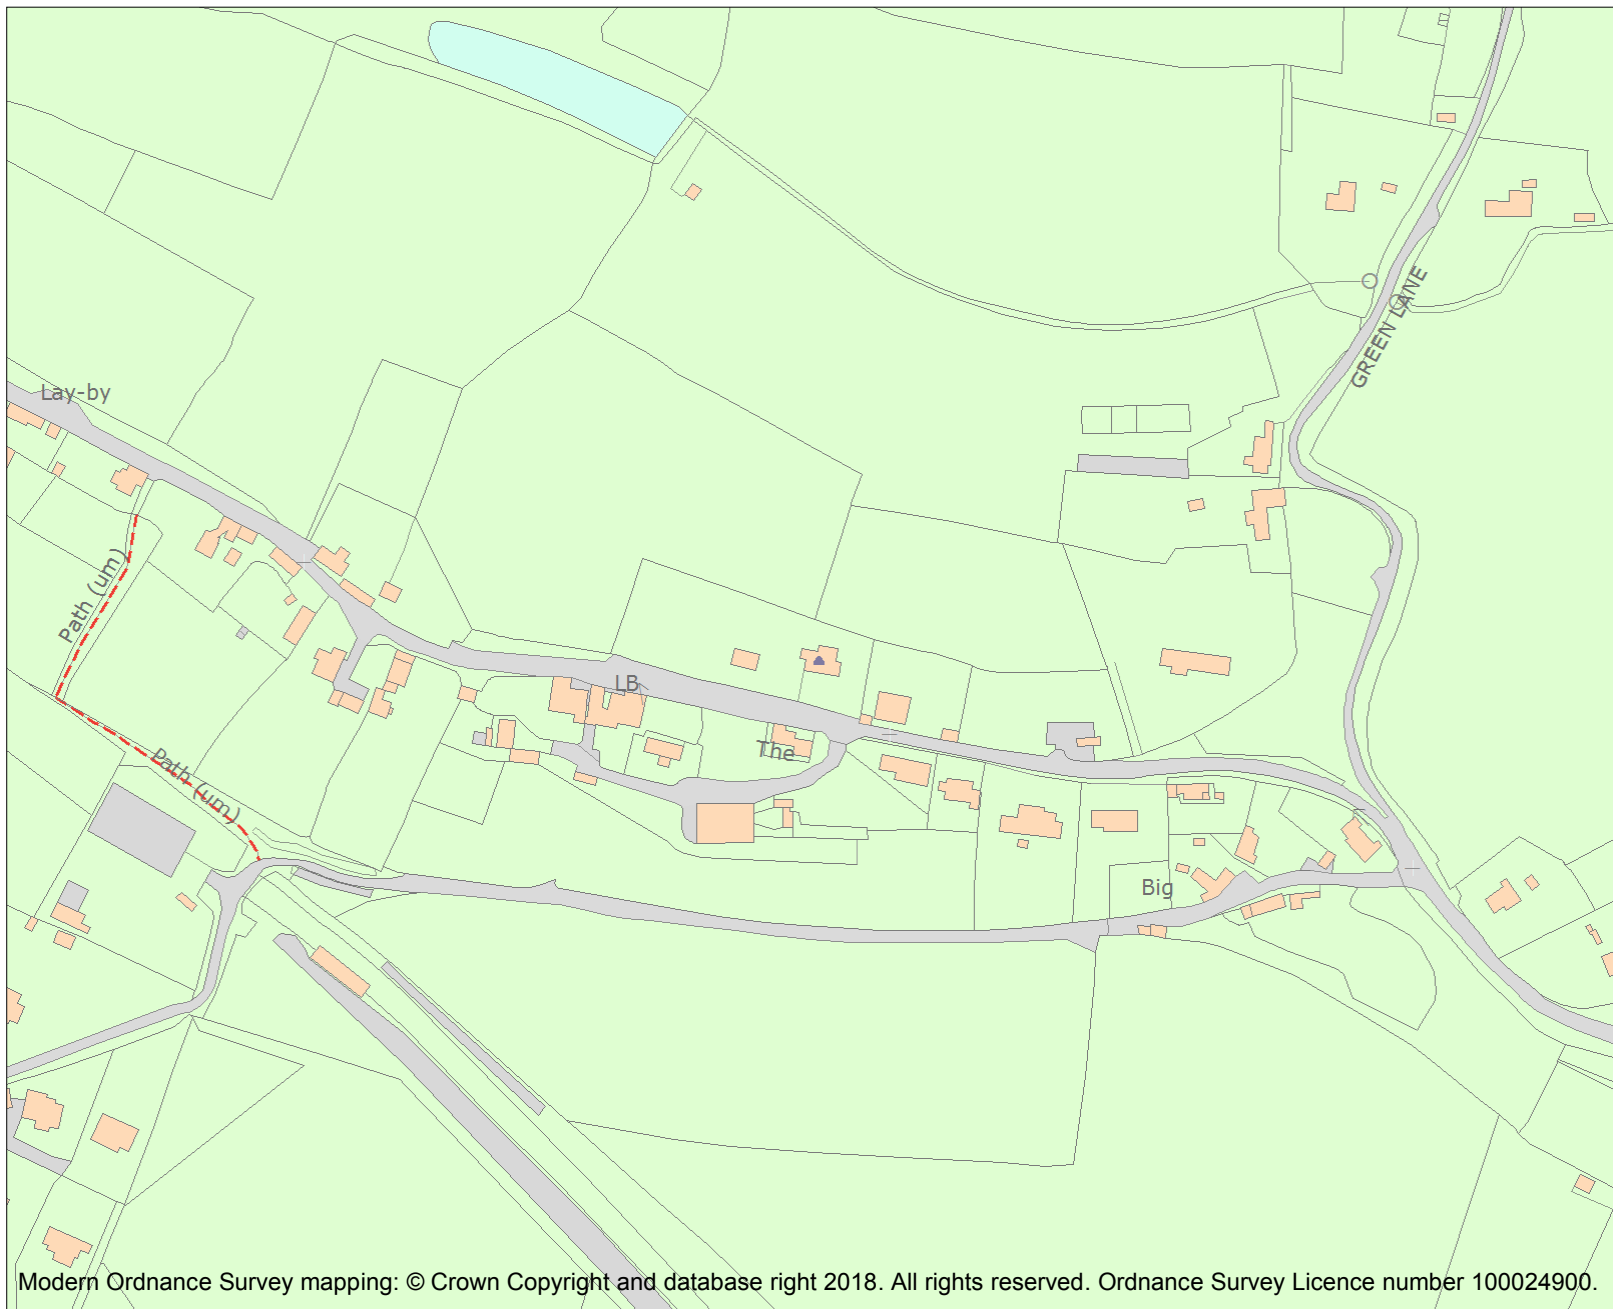 GREEN LANE
Lay-by
Path (um)
LB
The
Path (um)
Big
Modern Ordnance Survey mapping: © Crown Copyright and database right 2018. All rights reserved. Ordnance Survey Licence number 100024900.